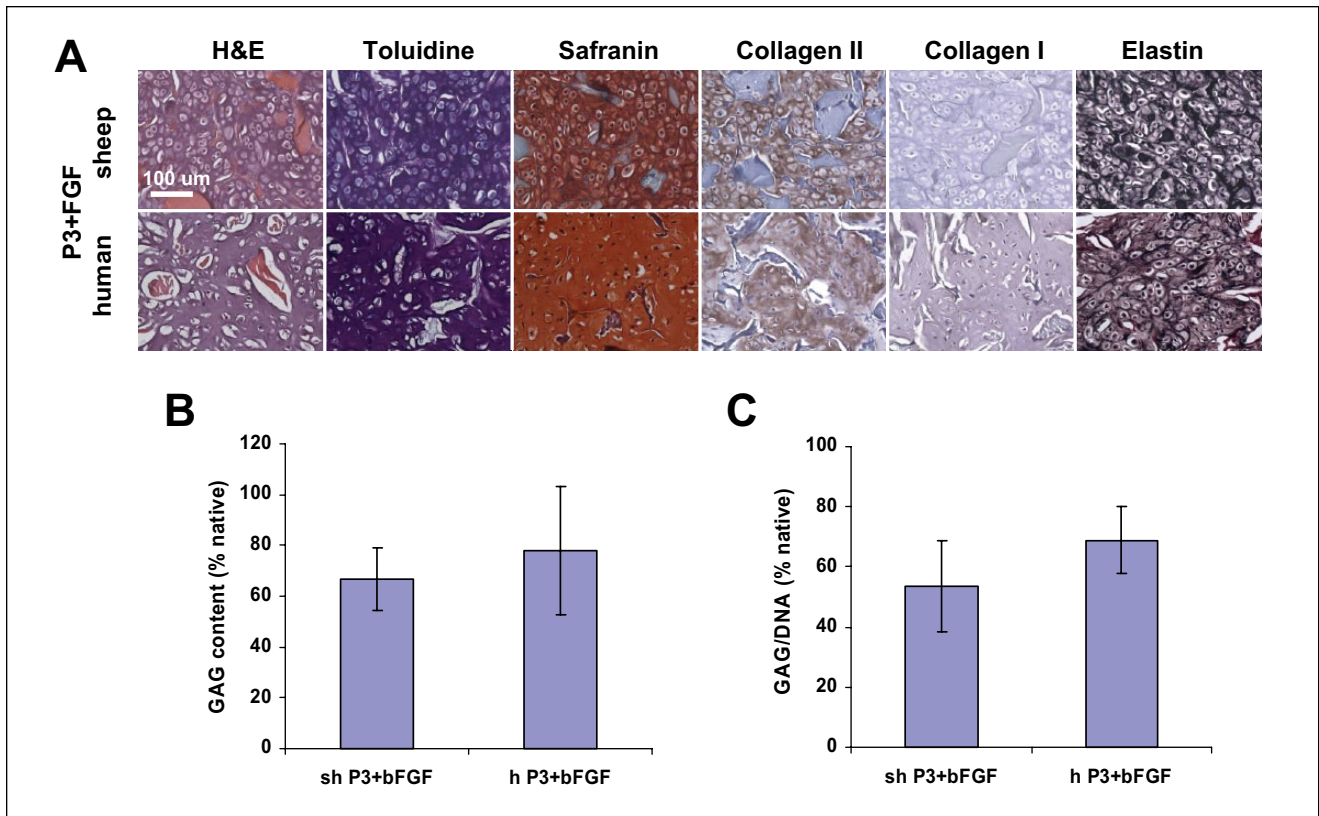 A
H&E Toluidine Safranin Collagen II Collagen I Elastin
P3+FGF
sheep
human
100 um
B
GAG content (% native)
120
100
80
60
40
20
0
sh P3+bFGF h P3+bFGF
C
GAG/DNA (% native)
100
80
60
40
20
0
sh P3+bFGF h P3+bFGF